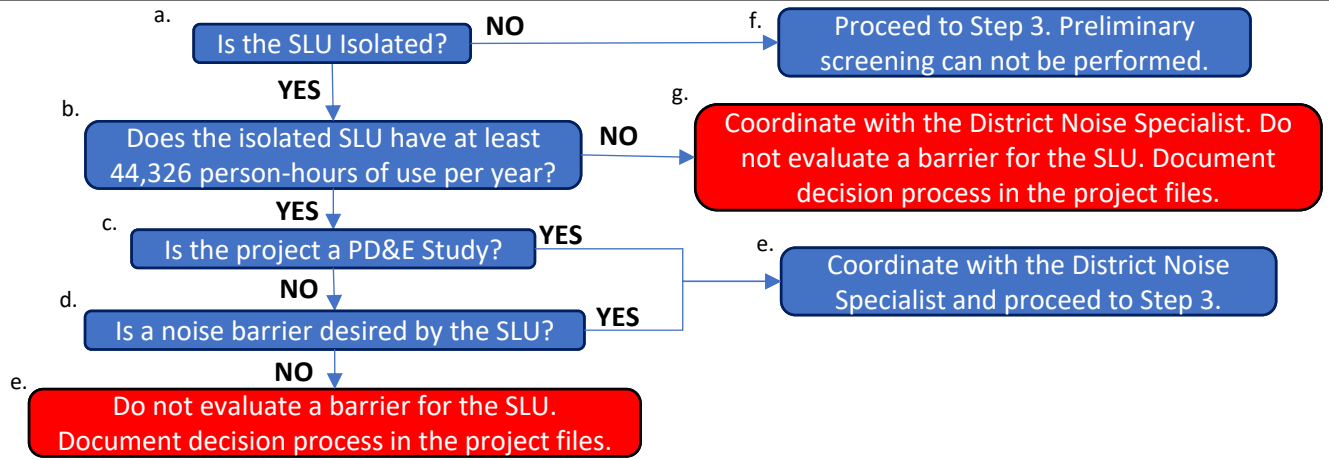 a.
Is the SLU Isolated?
NO
f.
Proceed to Step 3. Preliminary
screening can not be performed.
YES
b.
Does the isolated SLU have at least
44,326 person-hours of use per year?
NO
g.
Coordinate with the District Noise Specialist. Do
not evaluate a barrier for the SLU. Document
decision process in the project files.
YES
c.
Is the project a PD&E Study?
YES
e.
Coordinate with the District Noise
Specialist and proceed to Step 3.
NO
d.
Is a noise barrier desired by the SLU?
YES
NO
e.
Do not evaluate a barrier for the SLU.
Document decision process in the project files.